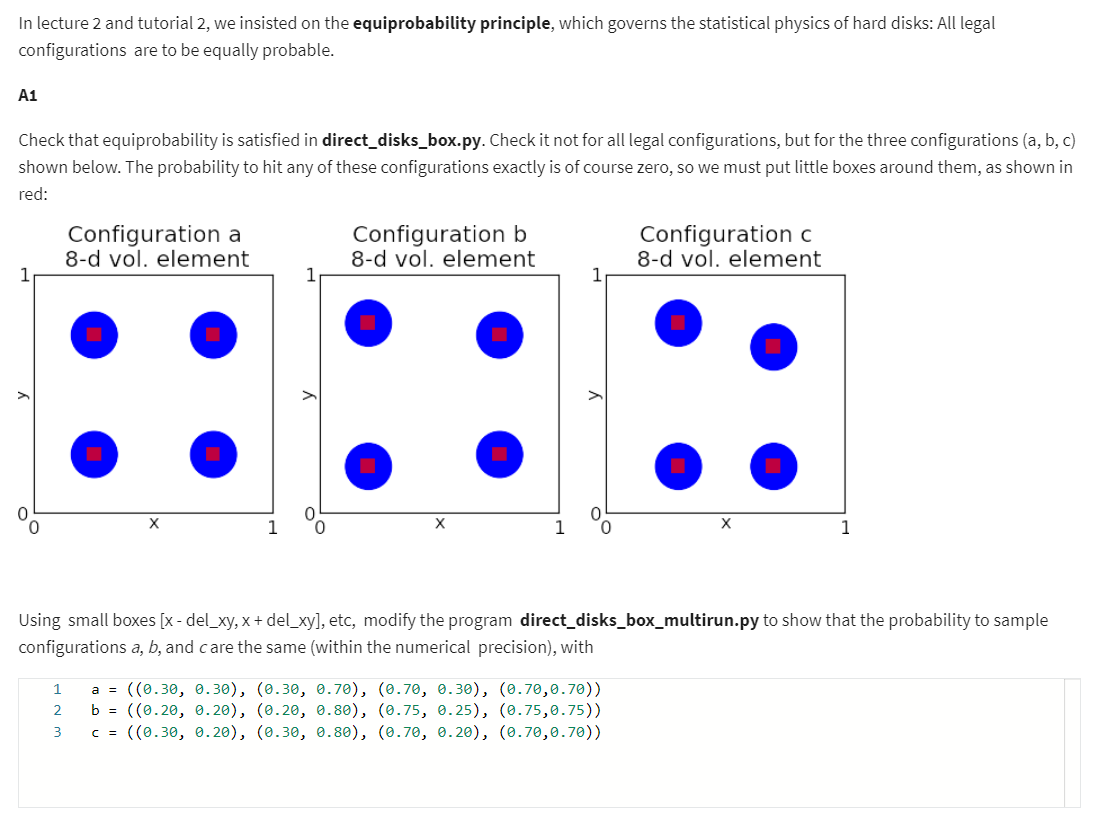 In lecture 2 and tutorial 2, we insisted on the equiprobability principle, which governs the statistical physics of hard disks: All legal
configurations are to be equally probable.
A1
Check that equiprobability is satisfied in direct_disks_box.py. Check it not for all legal configurations, but for the three configurations (a, b, c)
shown below. The probability to hit any of these configurations exactly is of course zero, so we must put little boxes around them, as shown in
red:
Configuration a
8-d vol. element
1
y
0
0
x
1
Configuration b
8-d vol. element
1
y
0
0
x
1
Configuration c
8-d vol. element
1
y
0
0
x
1
Using small boxes [x - del_xy, x + del_xy], etc, modify the program direct_disks_box_multirun.py to show that the probability to sample
configurations a, b, and c are the same (within the numerical precision), with
1 a = ((0.30, 0.30), (0.30, 0.70), (0.70, 0.30), (0.70,0.70))
2 b = ((0.20, 0.20), (0.20, 0.80), (0.75, 0.25), (0.75,0.75))
3 c = ((0.30, 0.20), (0.30, 0.80), (0.70, 0.20), (0.70,0.70))